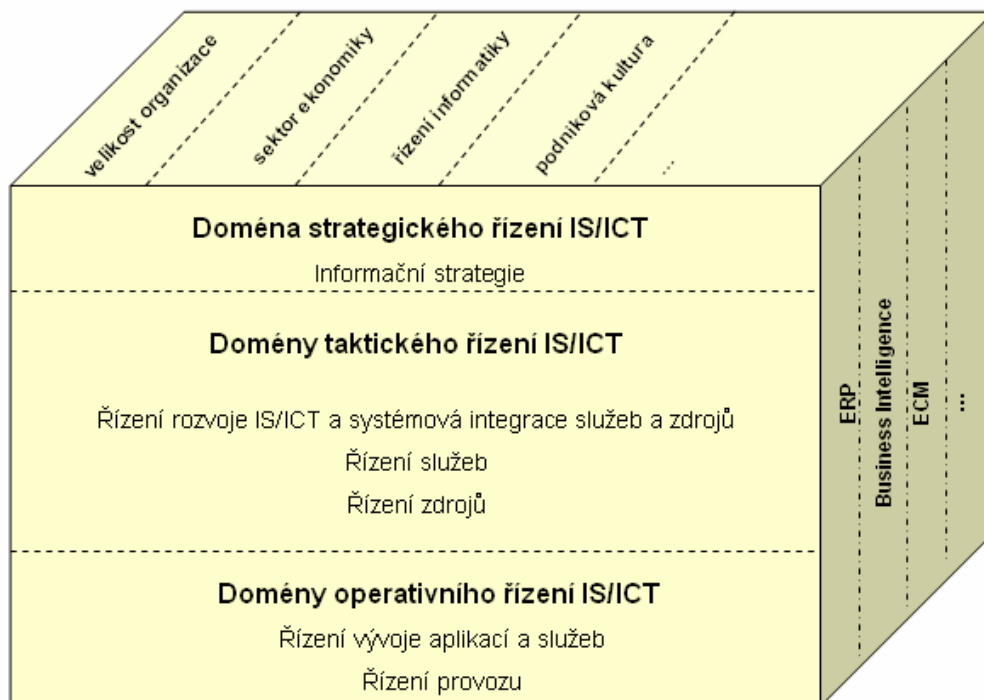 velikost organizace
sektor ekonomiky
řízení informatiky
podniková kultura
...
Doména strategického řízení IS/ICT
Informační strategie
Domény taktického řízení IS/ICT
Řízení rozvoje IS/ICT a systémová integrace služeb a zdrojů
Řízení služeb
Řízení zdrojů
Domény operativního řízení IS/ICT
Řízení vývoje aplikací a služeb
Řízení provozu
ERP
Business Intelligence
ECM
...